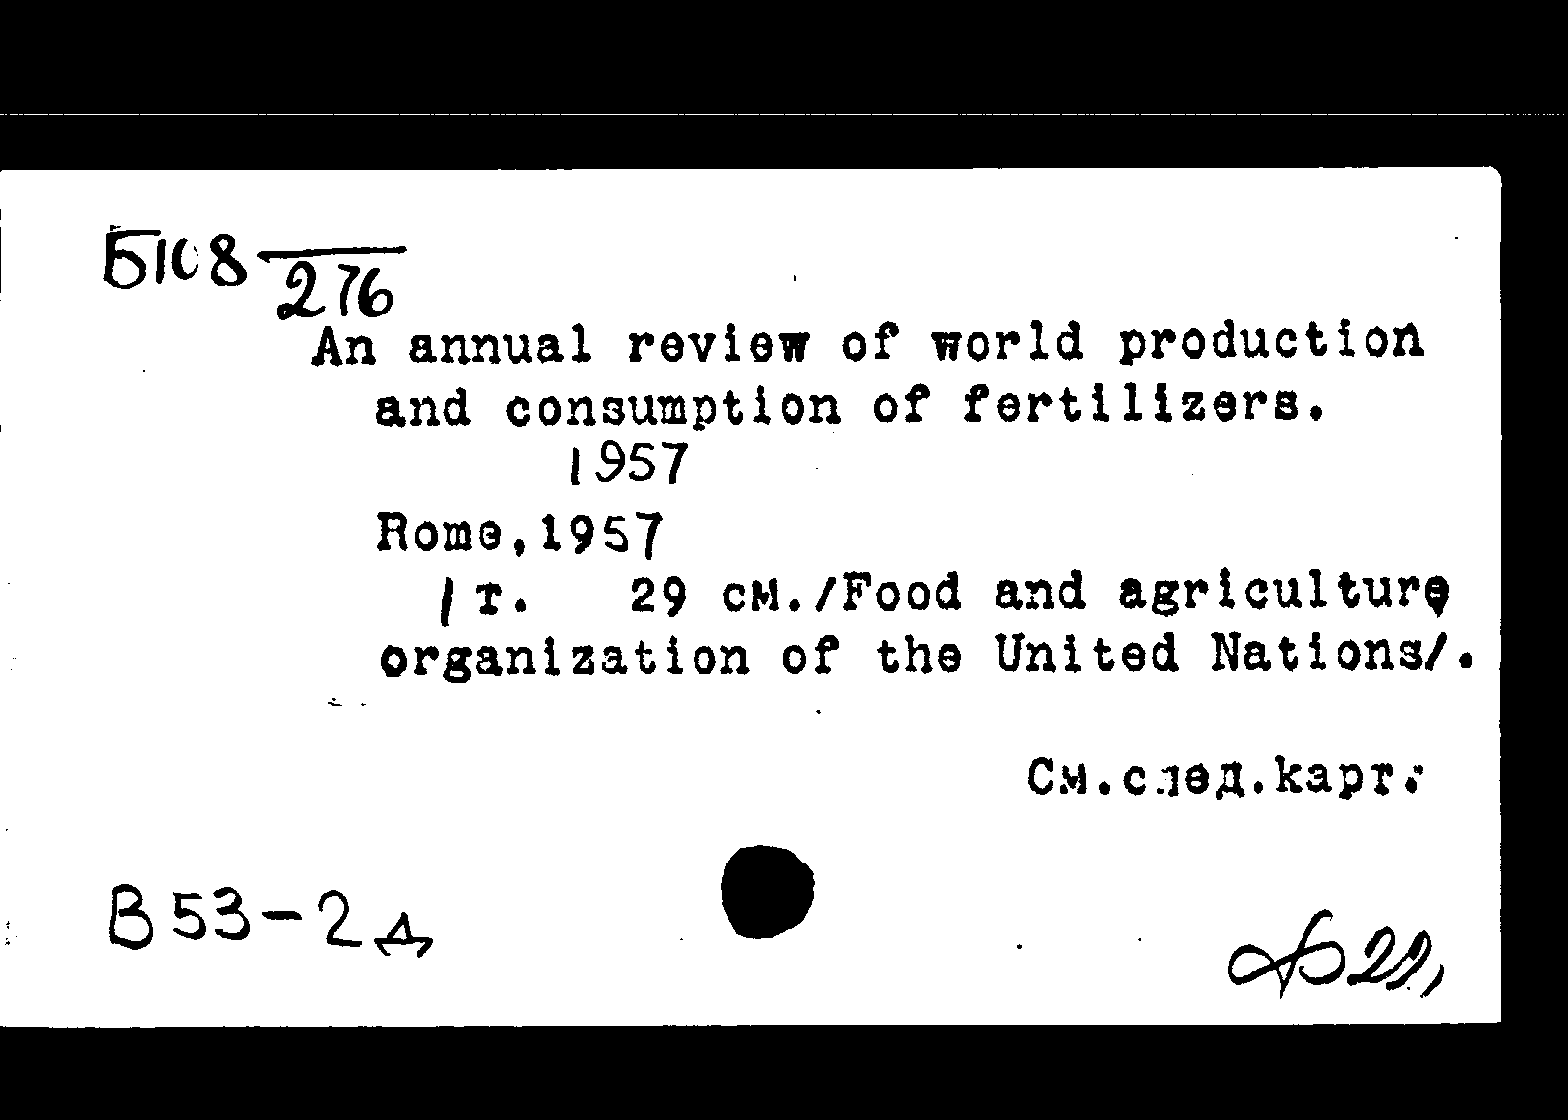 Б108
276
An annual review of world production
and consumption of fertilizers.
1957
Rome,1957
1 т. 29 см./Food and agriculture
organization of the United Nations/.
См.след.карт.
В 53-2д